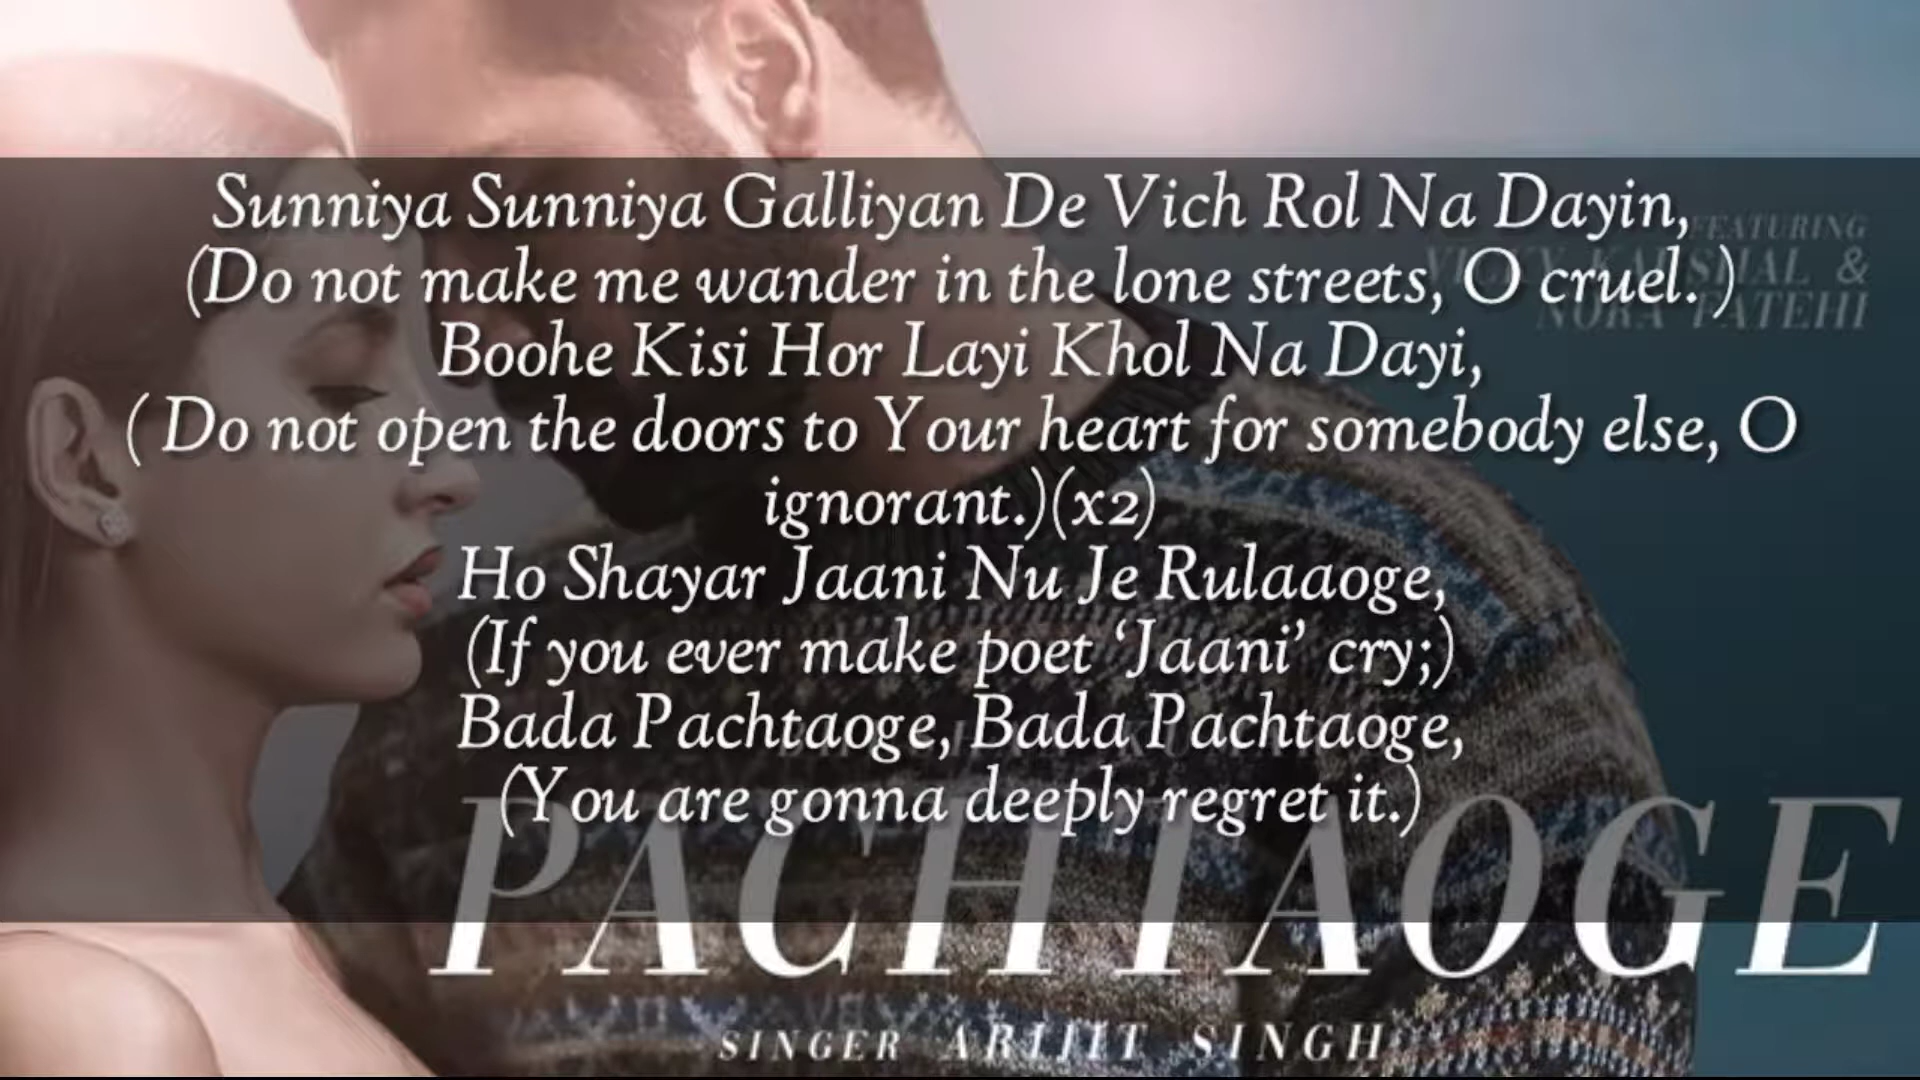 Sunniya Sunniya Galliyan De Vich Rol Na Dayin,
(Do not make me wander in the lone streets, O cruel.)
Boohe Kisi Hor Layi Khol Na Dayi,
( Do not open the doors to Your heart for somebody else, O
ignorant.)(x2)
Ho Shayar Jaani Nu Je Rulaaoge,
(If you ever make poet ‘Jaani’ cry;)
Bada Pachtaoge, Bada Pachtaoge,
(You are gonna deeply regret it.)
FEATURING
VICKY KAUSHAL &
NORA FATEHI
PACHTAOGE
SINGER ARIJIT SINGH